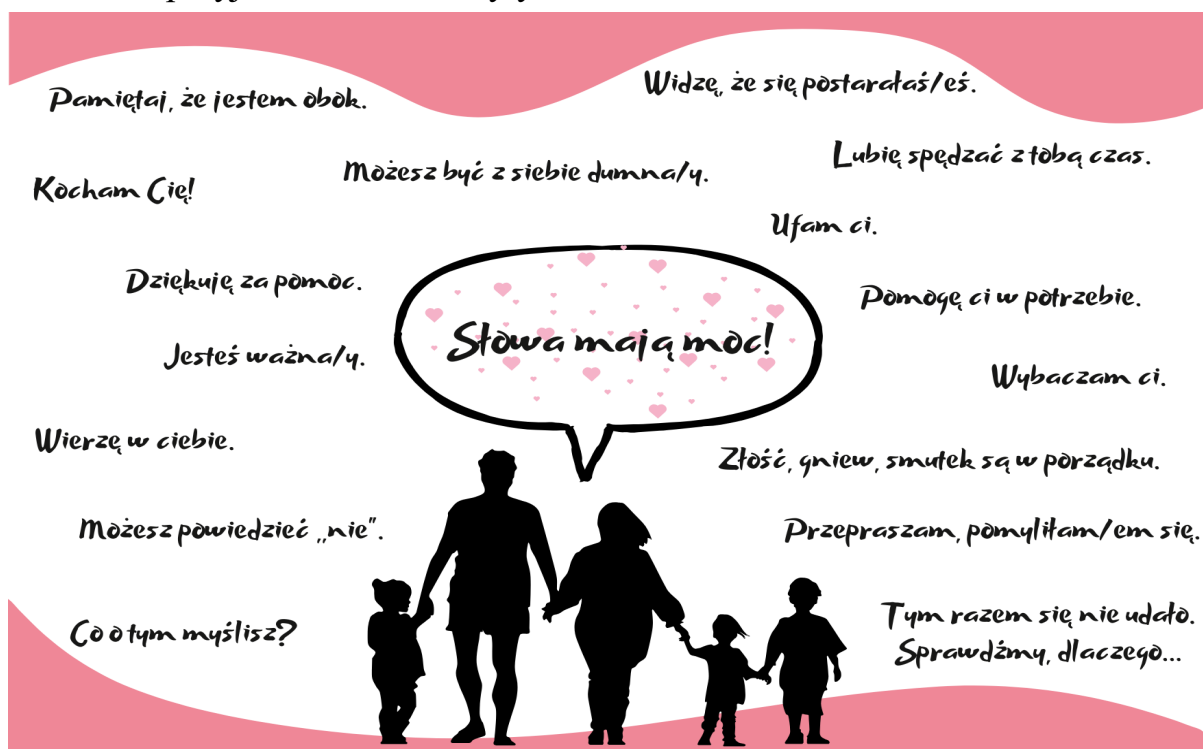 Pamiętaj, że jestem obok.
Widzę, że się postarałaś/eś.
Lubię spędzać z tobą czas.
Możesz być z siebie dumna/y.
Kocham Cię!
Ufam ci.
Dziękuję za pomoc.
Pomogę ci w potrzebie.
Słowa mają moc!
Jesteś ważna/y.
Wybaczam ci.
Wierzę w ciebie.
Złość, gniew, smutek są w porządku.
Możesz powiedzieć „nie”.
Przepraszam, pomyliłam/em się.
Co o tym myślisz?
Tym razem się nie udało.
Sprawdźmy, dlaczego...